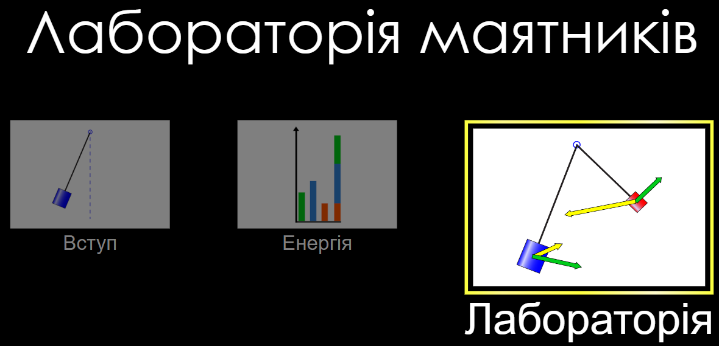 Лабораторія маятників
Вступ
Енергія
Лабораторія